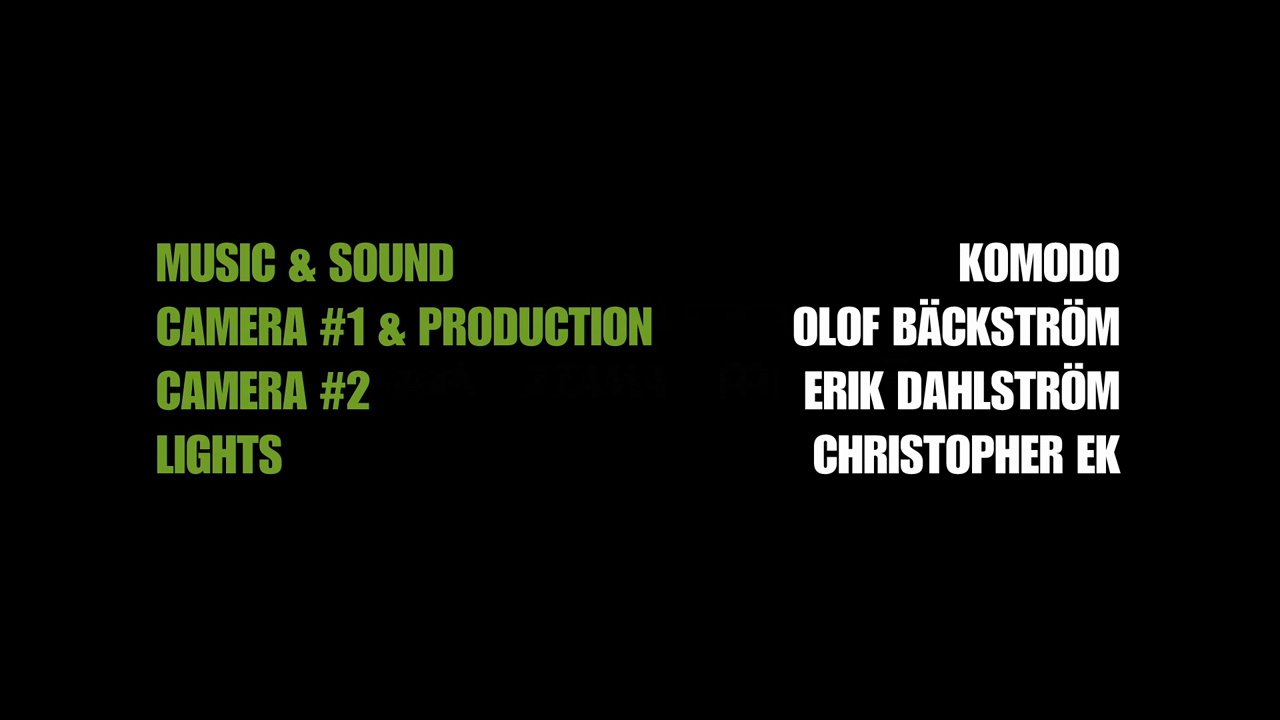 MUSIC & SOUND KOMODO
CAMERA #1 & PRODUCTION OLOF BÄCKSTRÖM
CAMERA #2 ERIK DAHLSTRÖM
LIGHTS CHRISTOPHER EK